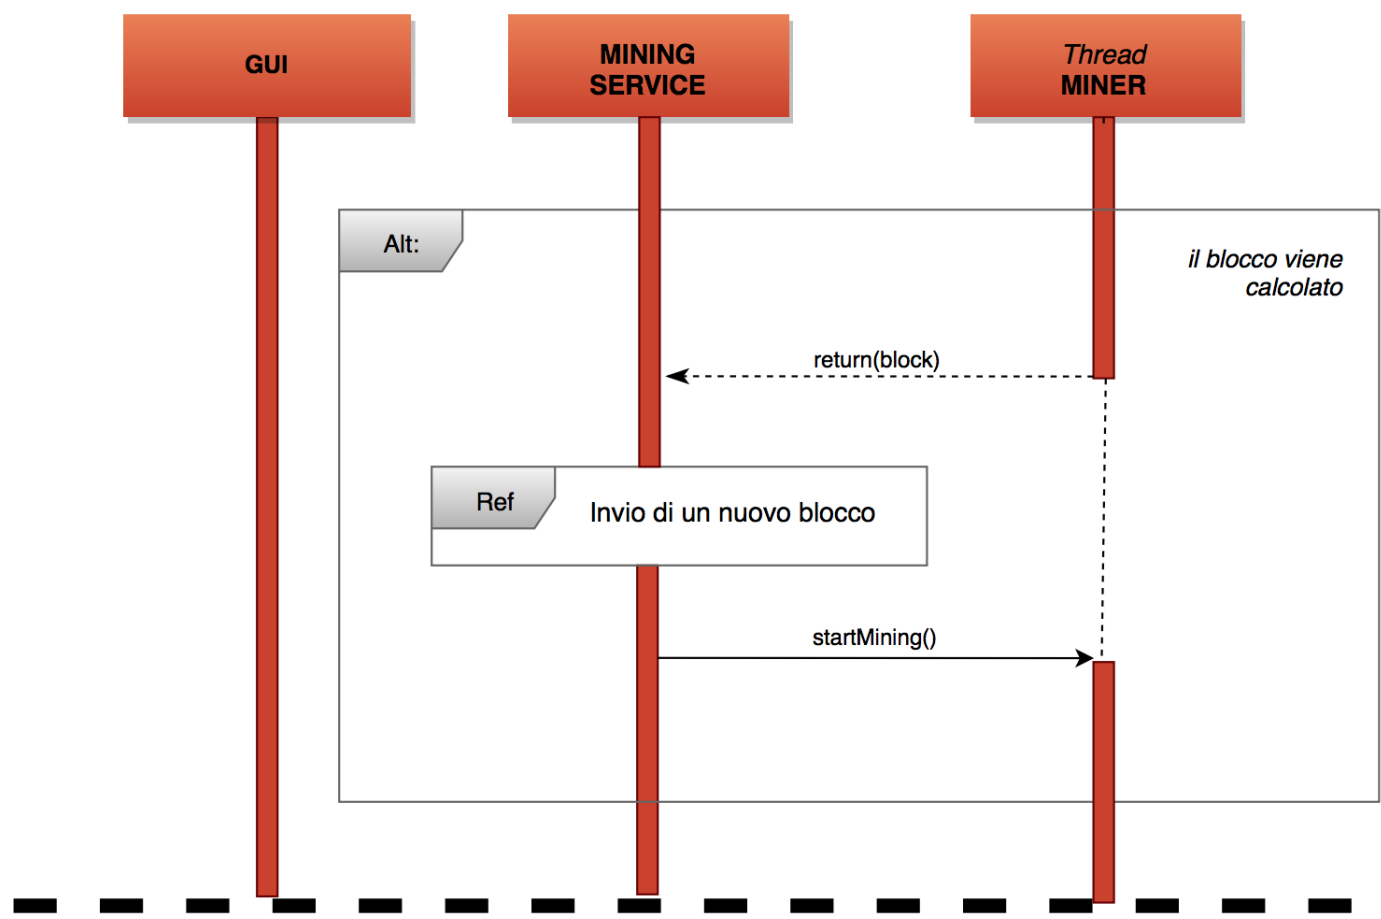 GUI
MINING
SERVICE
Thread
MINER
Alt:
il blocco viene
calcolato
return(block)
Ref
Invio di un nuovo blocco
startMining()